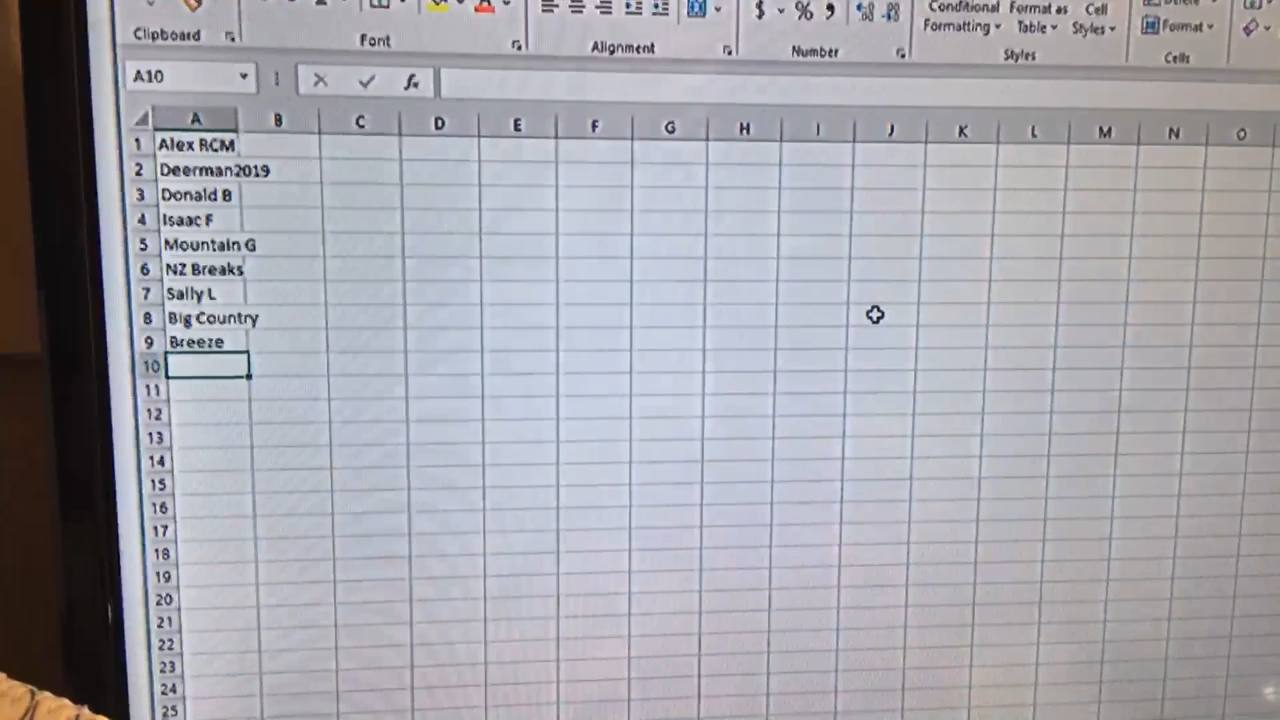 Conditional Format as Cell
Formatting Table Styles
Format
Clipboard
Font
Alignment
Number
Styles
Cells
$ % ,
A10
fx
A B C D E F G H I J K L M N O
1 Alex RCM
2 Deerman2019
3 Donald B
4 Isaac F
5 Mountain G
6 NZ Breaks
7 Sally L
8 Big Country
9 Breeze
10
11
12
13
14
15
16
17
18
19
20
21
22
23
24
25